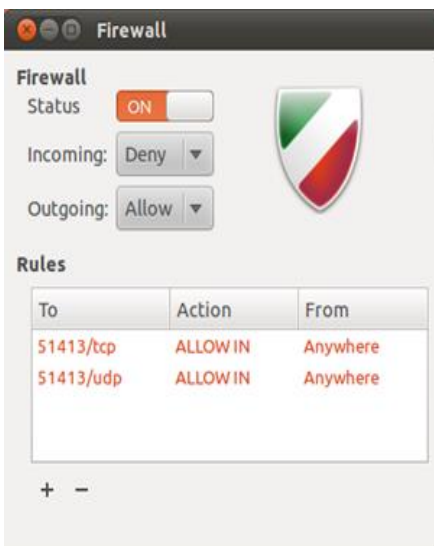 Firewall
Firewall
Status ON
Incoming: Deny
Outgoing: Allow
Rules
To Action From
51413/tcp ALLOW IN Anywhere
51413/udp ALLOW IN Anywhere
+ −